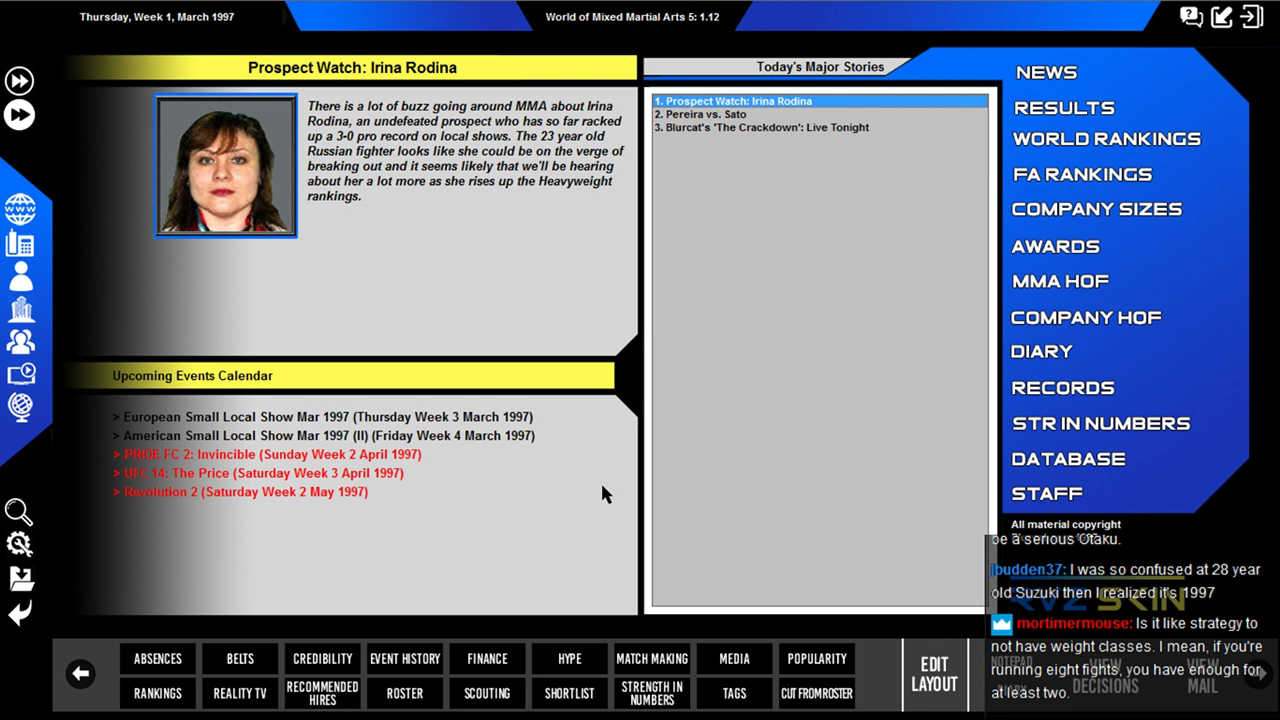 Thursday, Week 1, March 1997
World of Mixed Martial Arts 5: 1.12
Prospect Watch: Irina Rodina
There is a lot of buzz going around MMA about Irina
Rodina, an undefeated prospect who has so far racked
up a 3-0 pro record on local shows. The 23 year old
Russian fighter looks like she could be on the verge of
breaking out and it seems likely that we'll be hearing
about her a lot more as she rises up the Heavyweight
rankings.
Upcoming Events Calendar
> European Small Local Show Mar 1997 (Thursday Week 3 March 1997)
> American Small Local Show Mar 1997 (II) (Friday Week 4 March 1997)
> PRIDE FC 2: Invincible (Sunday Week 2 April 1997)
> UFC 14: The Price (Saturday Week 3 April 1997)
> Revolution 2 (Saturday Week 2 May 1997)
Today's Major Stories
1. Prospect Watch: Irina Rodina
2. Pereira vs. Sato
3. Blurcat's 'The Crackdown': Live Tonight
NEWS
RESULTS
WORLD RANKINGS
FA RANKINGS
COMPANY SIZES
AWARDS
MMA HOF
COMPANY HOF
DIARY
RECORDS
STR IN NUMBERS
DATABASE
STAFF
All material copyright
be a serious Otaku.
jbudden37: I was so confused at 28 year
old Suzuki then I realized it's 1997
SKIN
mortimermouse: Is it like strategy to
not have weight classes. I mean, if you're
running eight fights, you have enough for
at least two.
WWW
ABSENCES
BELTS
CREDIBILITY
EVENT HISTORY
FINANCE
HYPE
MATCH MAKING
MEDIA
POPULARITY
RANKINGS
REALITY TV
RECOMMENDED
HIRES
ROSTER
SCOUTING
SHORTLIST
STRENGTH IN
NUMBERS
TAGS
CUT FROM ROSTER
EDIT
LAYOUT
NOTEPAD
VIEW
DECISIONS
VIEW
MAIL